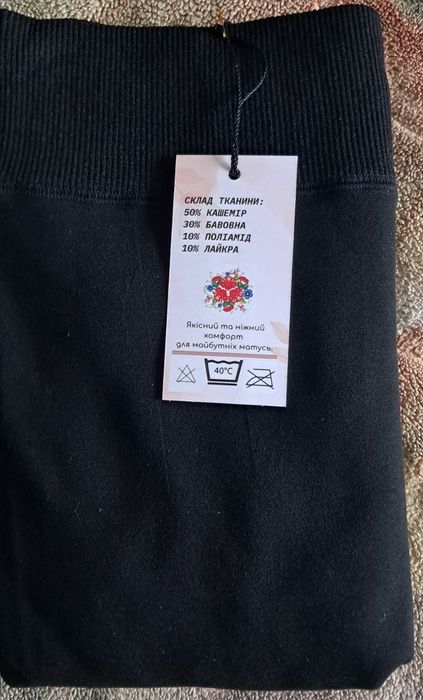 СКЛАД ТКАНИНИ:
50% КАШЕМІР
30% БАВОВНА
10% ПОЛІАМІД
10% ЛАЙКРА
Якісний та ніжний
комфорт
для майбутніх матусь.
40°C